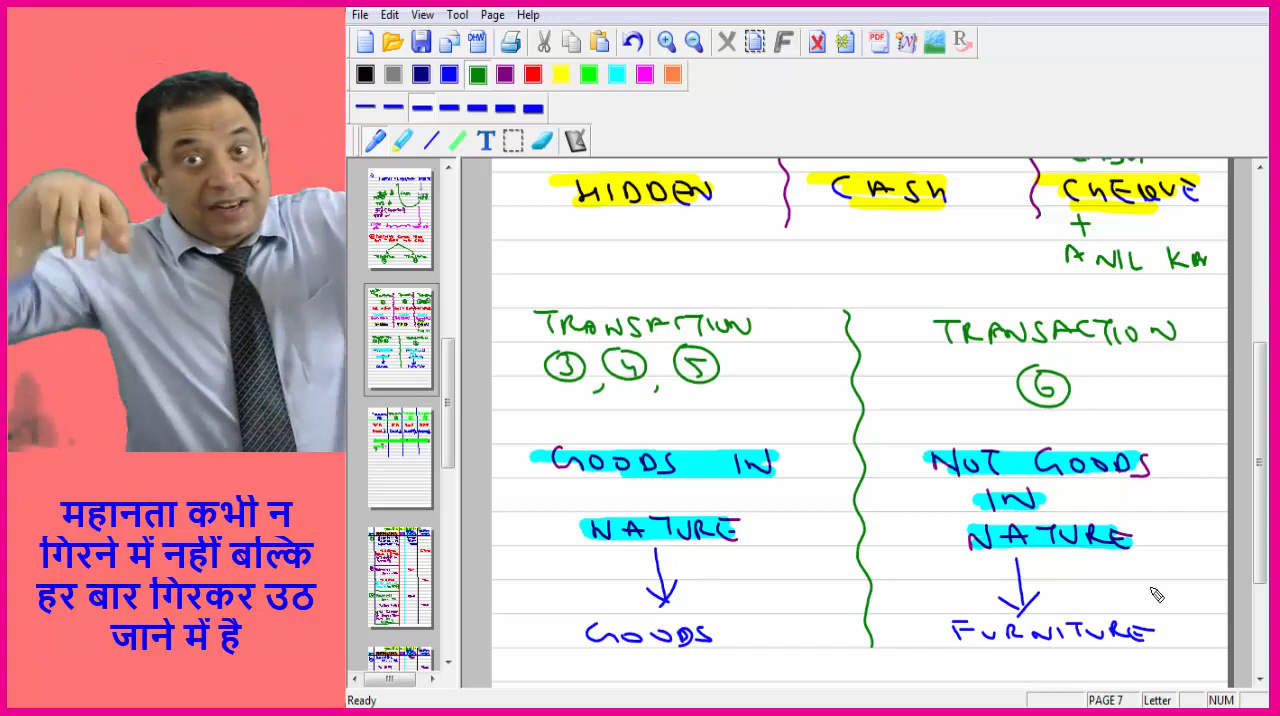 File Edit View Tool Page Help
HIDDEN CASH CHEQUE
+
ANIL KA
TRANSACTION
3, 4, 5
TRANSACTION
6
GOODS IN
NATURE
GOODS
NOT GOODS
IN
NATURE
FURNITURE
महानता कभी न
गिरने में नहीं बल्कि
हर बार गिरकर उठ
जाने में है
Ready PAGE 7 Letter NUM